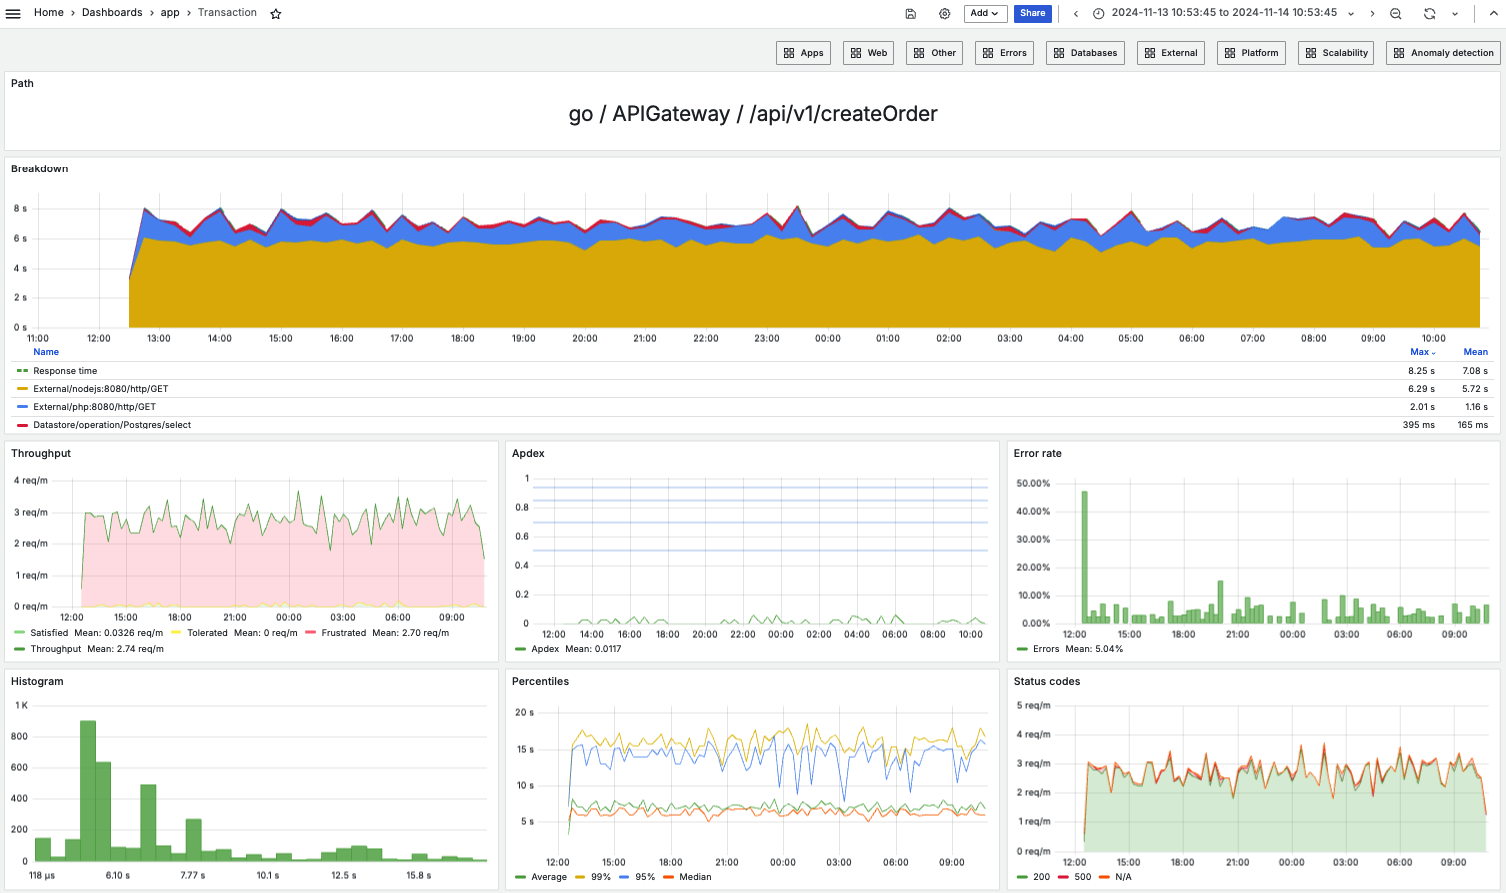 Home › Dashboards › app › Transaction
Add
Share
2024-11-13 10:53:45 to 2024-11-14 10:53:45
Apps
Web
Other
Errors
Databases
External
Platform
Scalability
Anomaly detection
Path
go / APIGateway / /api/v1/createOrder
Breakdown
8 s
6 s
4 s
2 s
0 s
11:00 12:00 13:00 14:00 15:00 16:00 17:00 18:00 19:00 20:00 21:00 22:00 23:00 00:00 01:00 02:00 03:00 04:00 05:00 06:00 07:00 08:00 09:00 10:00
Name Max Mean
Response time 8.25 s 7.08 s
External/nodejs:8080/http/GET 6.29 s 5.72 s
External/php:8080/http/GET 2.01 s 1.16 s
Datastore/operation/Postgres/select 395 ms 165 ms
Throughput
4 req/m
3 req/m
2 req/m
1 req/m
0 req/m
12:00 15:00 18:00 21:00 00:00 03:00 06:00 09:00
Satisfied Mean: 0.0326 req/m Tolerated Mean: 0 req/m Frustrated Mean: 2.70 req/m
Throughput Mean: 2.74 req/m
Apdex
1
0.8
0.6
0.4
0.2
0
12:00 14:00 16:00 18:00 20:00 22:00 00:00 02:00 04:00 06:00 08:00 10:00
Apdex Mean: 0.0117
Error rate
50.00%
40.00%
30.00%
20.00%
10.00%
0.00%
12:00 15:00 18:00 21:00 00:00 03:00 06:00 09:00
Errors Mean: 5.04%
Histogram
1 K
800
600
400
200
0
118 µs 6.10 s 7.77 s 10.1 s 12.5 s 15.8 s
Percentiles
20 s
15 s
10 s
5 s
12:00 15:00 18:00 21:00 00:00 03:00 06:00 09:00
Average 99% 95% Median
Status codes
5 req/m
4 req/m
3 req/m
2 req/m
1 req/m
0 req/m
12:00 15:00 18:00 21:00 00:00 03:00 06:00 09:00
200 500 N/A